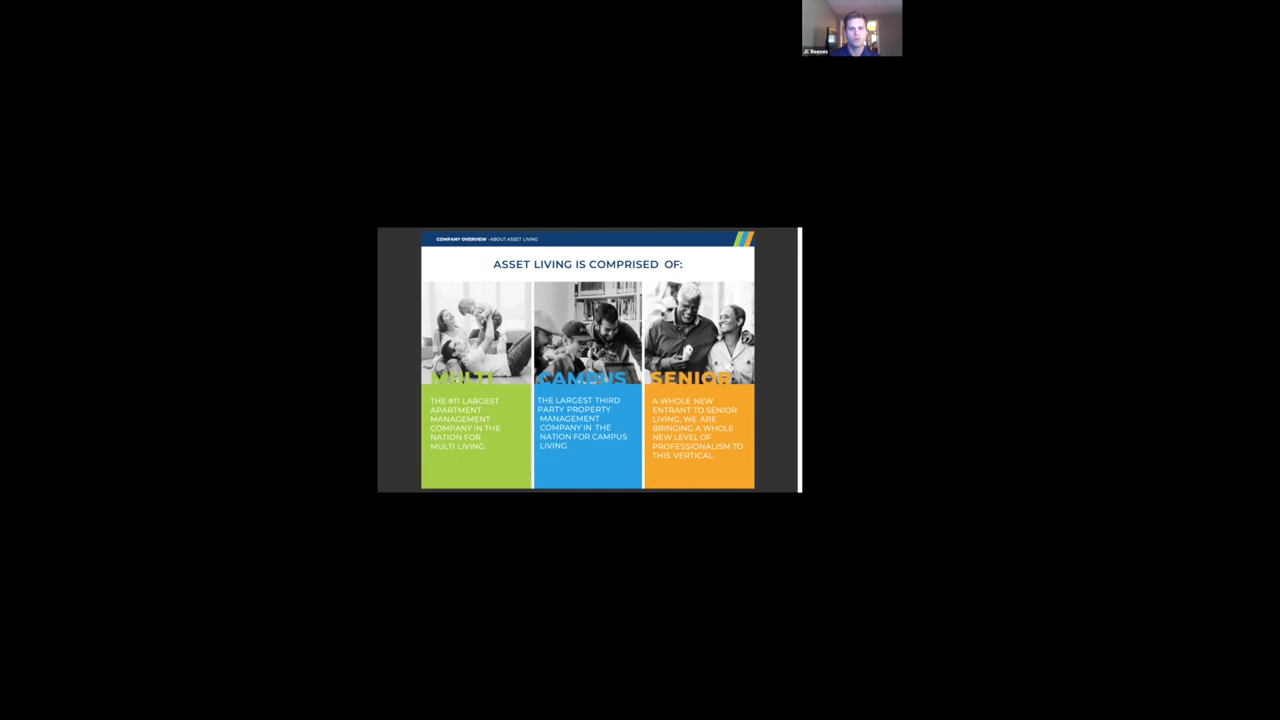 JC Reeves
COMPANY OVERVIEW - ABOUT ASSET LIVING
ASSET LIVING IS COMPRISED OF:
MULTI
THE #11 LARGEST
APARTMENT
MANAGEMENT
COMPANY IN THE
NATION FOR
MULTI LIVING.
CAMPUS
THE LARGEST THIRD
PARTY PROPERTY
MANAGEMENT
COMPANY IN THE
NATION FOR CAMPUS
LIVING.
SENIOR
A WHOLE NEW
ENTRANT TO SENIOR
LIVING, WE ARE
BRINGING A WHOLE
NEW LEVEL OF
PROFESSIONALISM TO
THIS VERTICAL.